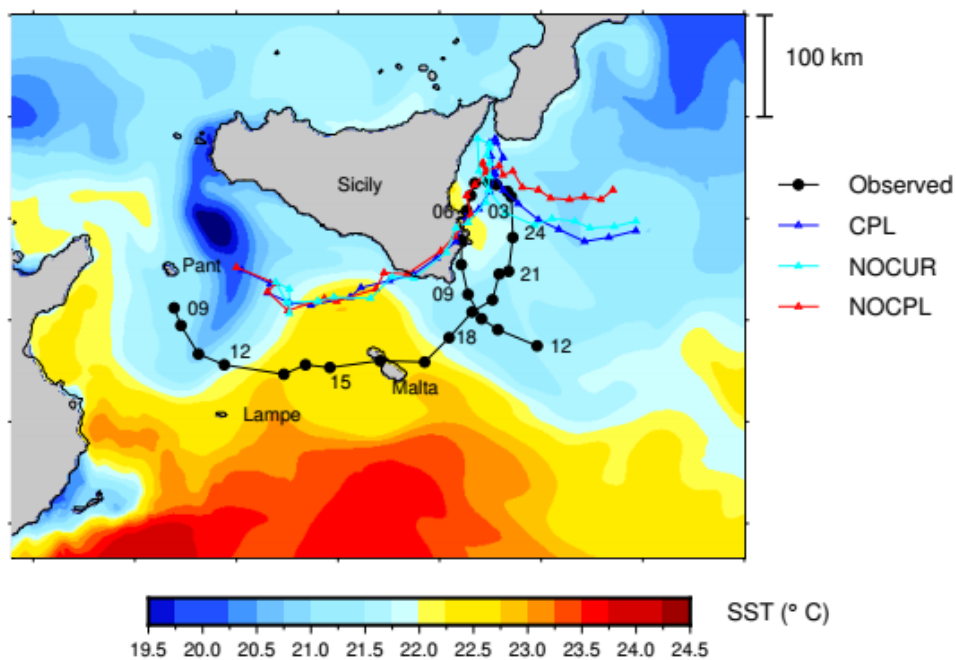 100 km
Sicily
Observed
CPL
NOCUR
NOCPL
06
03
24
Pant
21
09
09
18
12
12
15
Malta
Lampe
SST (° C)
19.5 20.0 20.5 21.0 21.5 22.0 22.5 23.0 23.5 24.0 24.5